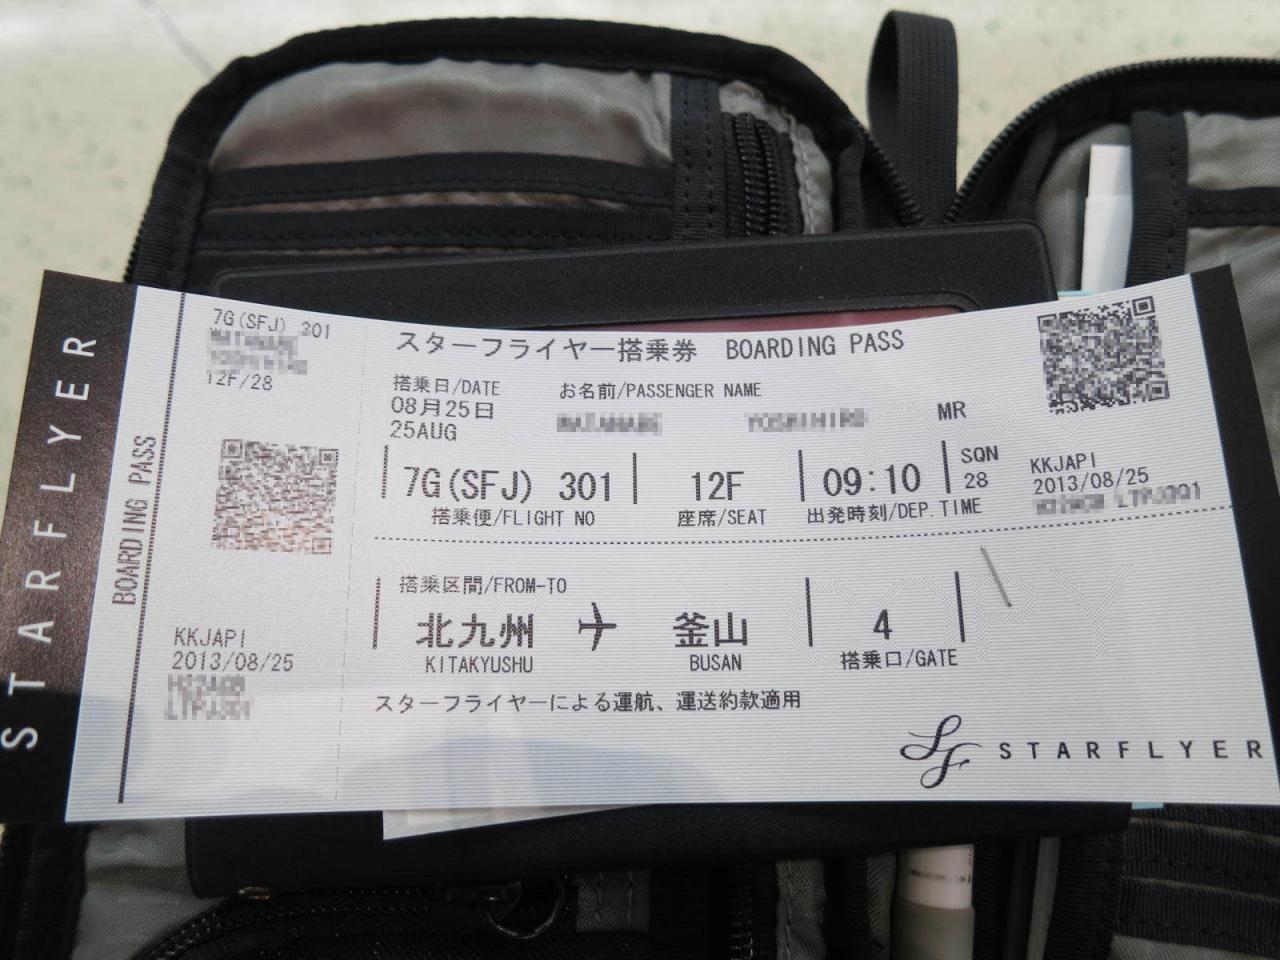 STARFLYER
BOARDING PASS
7G(SFJ) 301
12F/28
KKJAPI
2013/08/25
スターフライヤー搭乗券 BOARDING PASS
搭乗日/DATE お名前/PASSENGER NAME
08月25日
25AUG MR
7G(SFJ) 301 12F 09:10 SQN 28
搭乗便/FLIGHT NO 座席/SEAT 出発時刻/DEP.TIME
KKJAPI
2013/08/25
搭乗区間/FROM-TO
北九州 釜山 4
KITAKYUSHU BUSAN 搭乗口/GATE
スターフライヤーによる運航、運送約款適用
SF STARFLYER